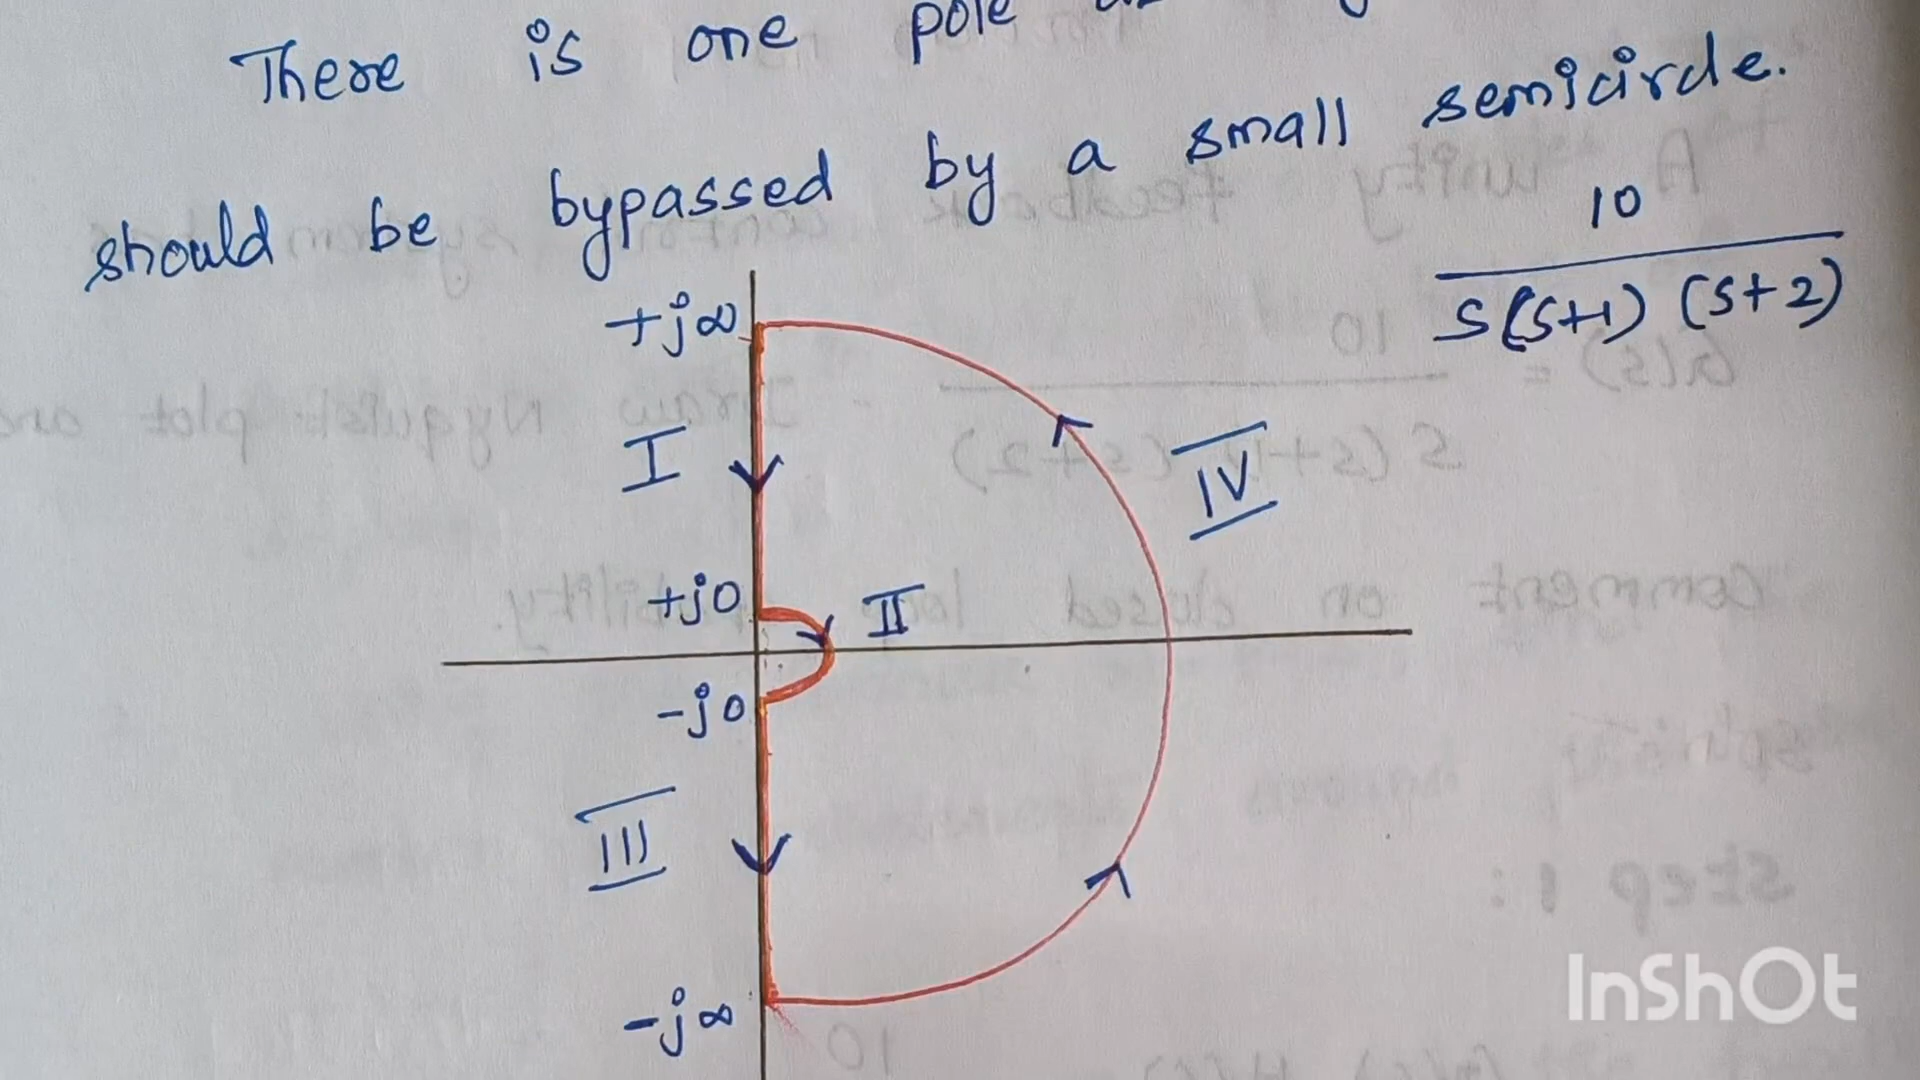 There is one pole
should be bypassed by a small semicircle.
10
S(S+1) (S+2)
+j∞
I
IV
+j0
II
-j0
III
-j∞
InShOt